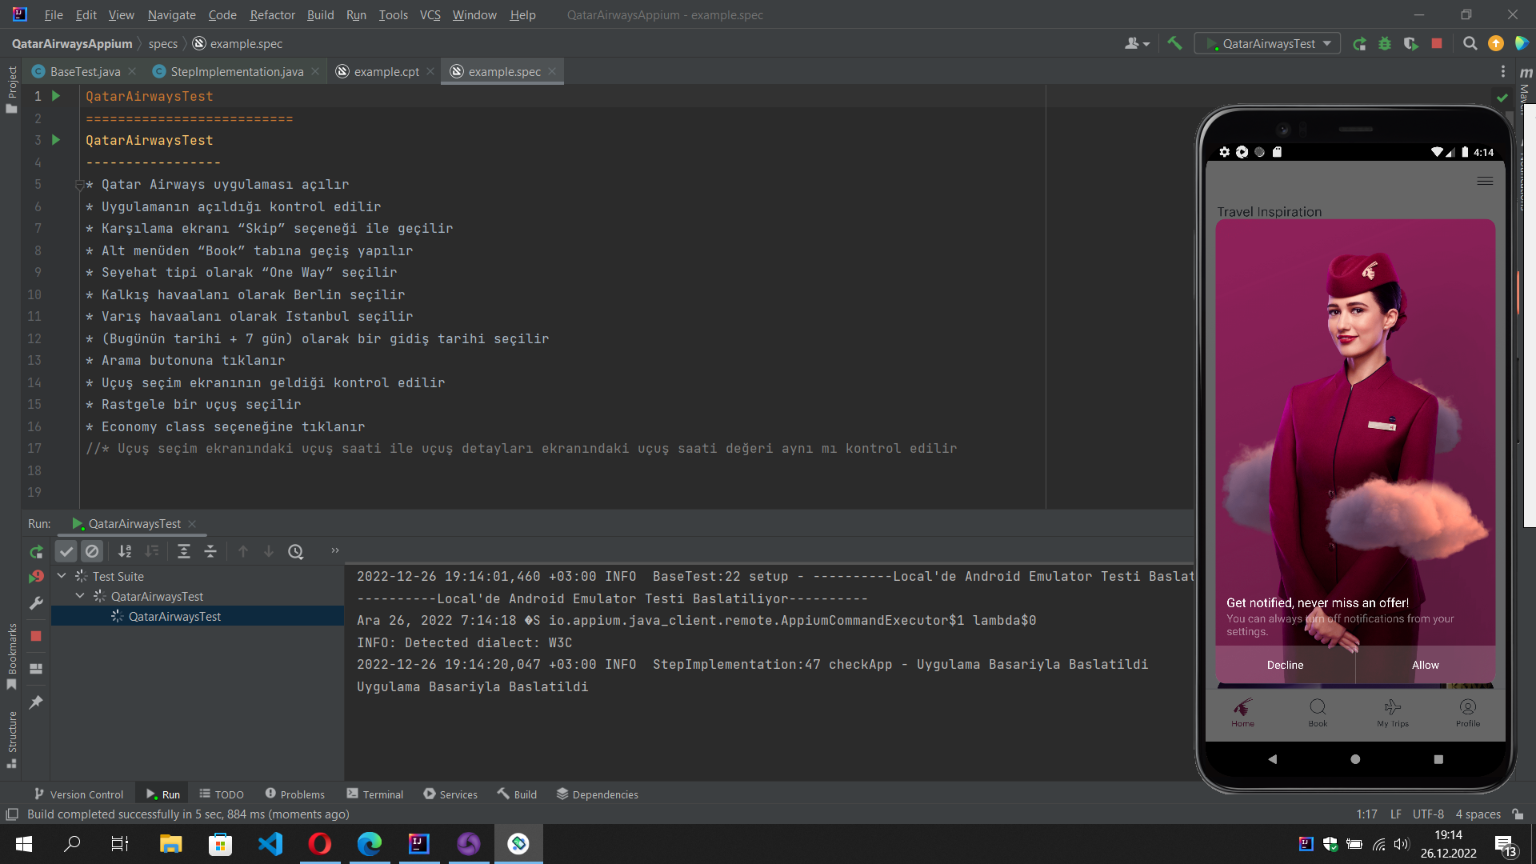 File Edit View Navigate Code Refactor Build Run Tools VCS Window Help QatarAirwaysAppium - example.spec
QatarAirwaysAppium specs example.spec
QatarAirwaysTest
BaseTest.java StepImplementation.java example.cpt example.spec
Project
1 QatarAirwaysTest
2 ==========================
3 QatarAirwaysTest
4 -----------------
5 * Qatar Airways uygulaması açılır
6 * Uygulamanın açıldığı kontrol edilir
7 * Karşılama ekranı “Skip” seçeneği ile geçilir
8 * Alt menüden “Book” tabına geçiş yapılır
9 * Seyehat tipi olarak “One Way” seçilir
10 * Kalkış havaalanı olarak Berlin seçilir
11 * Varış havaalanı olarak Istanbul seçilir
12 * (Bugünün tarihi + 7 gün) olarak bir gidiş tarihi seçilir
13 * Arama butonuna tıklanır
14 * Uçuş seçim ekranının geldiği kontrol edilir
15 * Rastgele bir uçuş seçilir
16 * Economy class seçeneğine tıklanır
17 //* Uçuş seçim ekranındaki uçuş saati ile uçuş detayları ekranındaki uçuş saati değeri aynı mı kontrol edilir
18
19
4:14
Travel Inspiration
Get notified, never miss an offer!
You can always turn off notifications from your
settings.
Decline Allow
Home Book My Trips Profile
Run: QatarAirwaysTest
Test Suite
QatarAirwaysTest
QatarAirwaysTest
2022-12-26 19:14:01,460 +03:00 INFO BaseTest:22 setup - ----------Local'de Android Emulator Testi Baslat
----------Local'de Android Emulator Testi Baslatiliyor----------
Ara 26, 2022 7:14:18 �S io.appium.java_client.remote.AppiumCommandExecutor$1 lambda$0
INFO: Detected dialect: W3C
2022-12-26 19:14:20,047 +03:00 INFO StepImplementation:47 checkApp - Uygulama Basariyla Baslatildi
Uygulama Basariyla Baslatildi
Bookmarks
Structure
Version Control Run TODO Problems Terminal Services Build Dependencies
Build completed successfully in 5 sec, 884 ms (moments ago)
1:17 LF UTF-8 4 spaces
19:14
26.12.2022
13